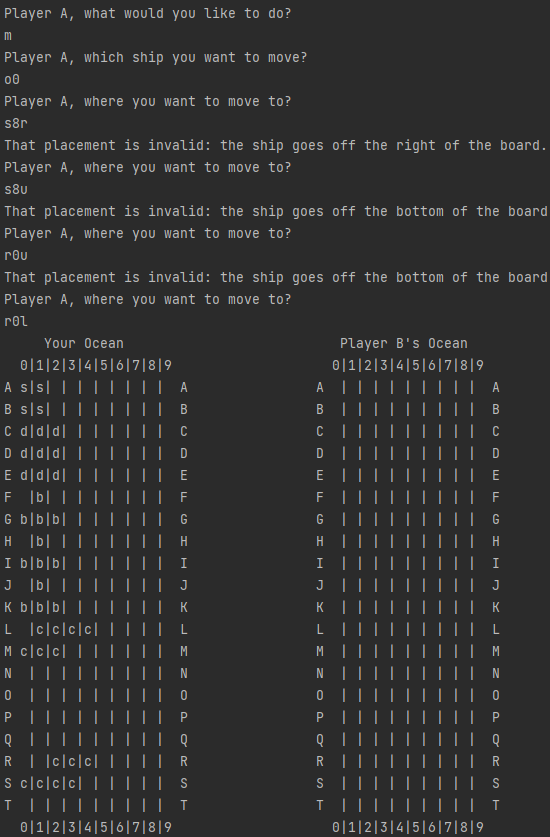 Player A, what would you like to do?
m
Player A, which ship you want to move?
o0
Player A, where you want to move to?
s8r
That placement is invalid: the ship goes off the right of the board.
Player A, where you want to move to?
s8u
That placement is invalid: the ship goes off the bottom of the board
Player A, where you want to move to?
r0u
That placement is invalid: the ship goes off the bottom of the board
Player A, where you want to move to?
r0l
     Your Ocean                           Player B's Ocean
  0|1|2|3|4|5|6|7|8|9                    0|1|2|3|4|5|6|7|8|9
A s|s| | | | | | | |  A                A  | | | | | | | | |  A
B s|s| | | | | | | |  B                B  | | | | | | | | |  B
C d|d|d| | | | | | |  C                C  | | | | | | | | |  C
D d|d|d| | | | | | |  D                D  | | | | | | | | |  D
E d|d|d| | | | | | |  E                E  | | | | | | | | |  E
F  |b| | | | | | | |  F                F  | | | | | | | | |  F
G b|b|b| | | | | | |  G                G  | | | | | | | | |  G
H  |b| | | | | | | |  H                H  | | | | | | | | |  H
I b|b|b| | | | | | |  I                I  | | | | | | | | |  I
J  |b| | | | | | | |  J                J  | | | | | | | | |  J
K b|b|b| | | | | | |  K                K  | | | | | | | | |  K
L  |c|c|c|c| | | | |  L                L  | | | | | | | | |  L
M c|c|c| | | | | | |  M                M  | | | | | | | | |  M
N  | | | | | | | | |  N                N  | | | | | | | | |  N
O  | | | | | | | | |  O                O  | | | | | | | | |  O
P  | | | | | | | | |  P                P  | | | | | | | | |  P
Q  | | | | | | | | |  Q                Q  | | | | | | | | |  Q
R  | |c|c|c| | | | |  R                R  | | | | | | | | |  R
S c|c|c|c| | | | | |  S                S  | | | | | | | | |  S
T  | | | | | | | | |  T                T  | | | | | | | | |  T
  0|1|2|3|4|5|6|7|8|9                    0|1|2|3|4|5|6|7|8|9